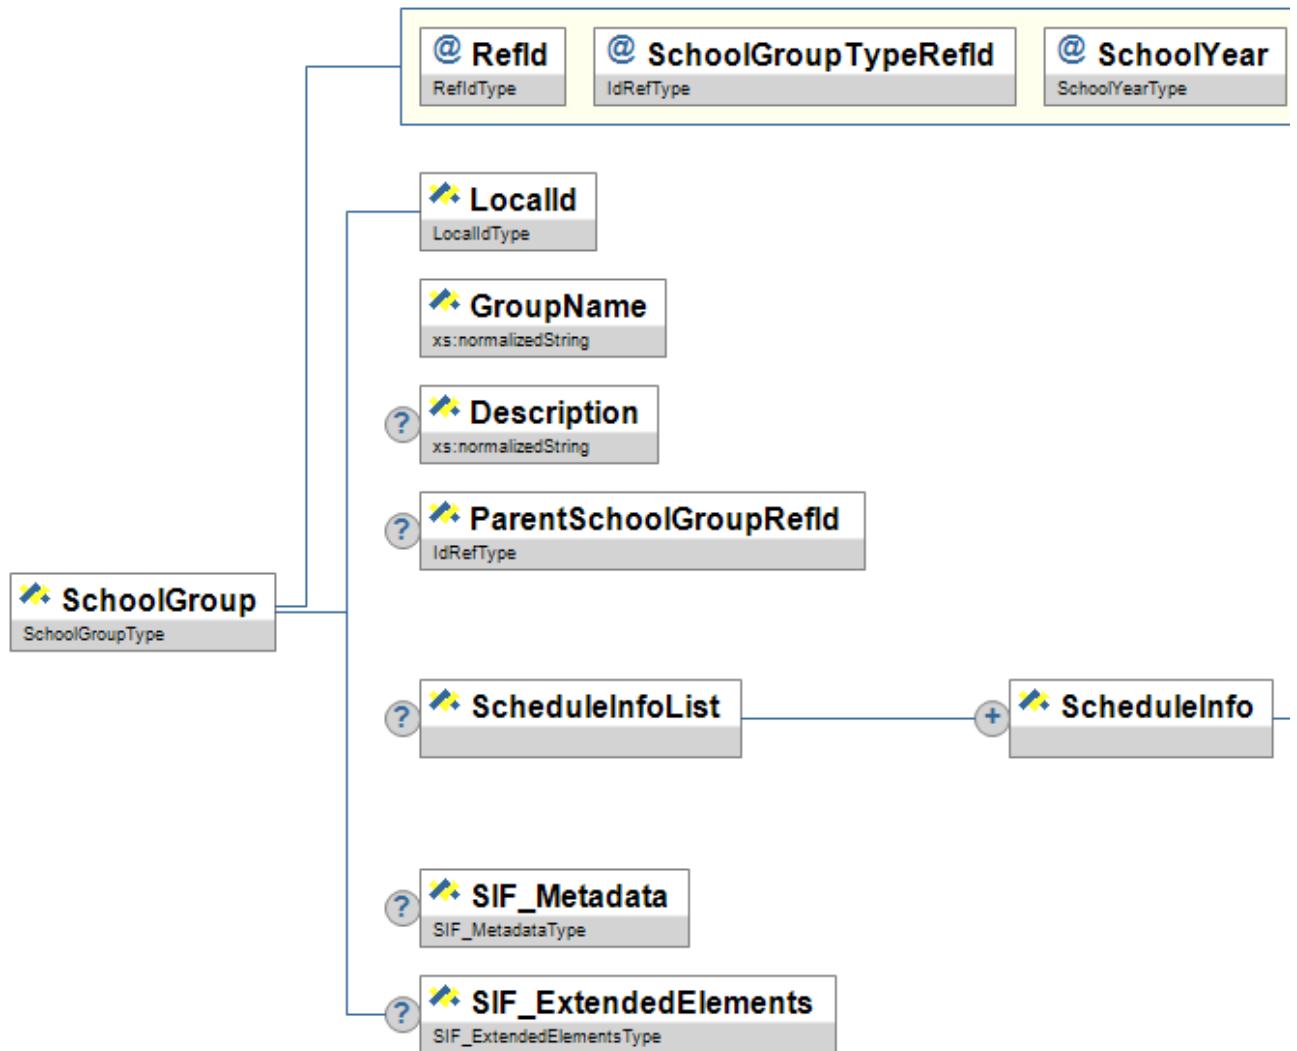 @ RefId
RefIdType
@ SchoolGroupTypeRefId
IdRefType
@ SchoolYear
SchoolYearType
LocalId
LocalIdType
GroupName
xs:normalizedString
? Description
xs:normalizedString
? ParentSchoolGroupRefId
IdRefType
SchoolGroup
SchoolGroupType
? ScheduleInfoList
+ ScheduleInfo
? SIF_Metadata
SIF_MetadataType
? SIF_ExtendedElements
SIF_ExtendedElementsType